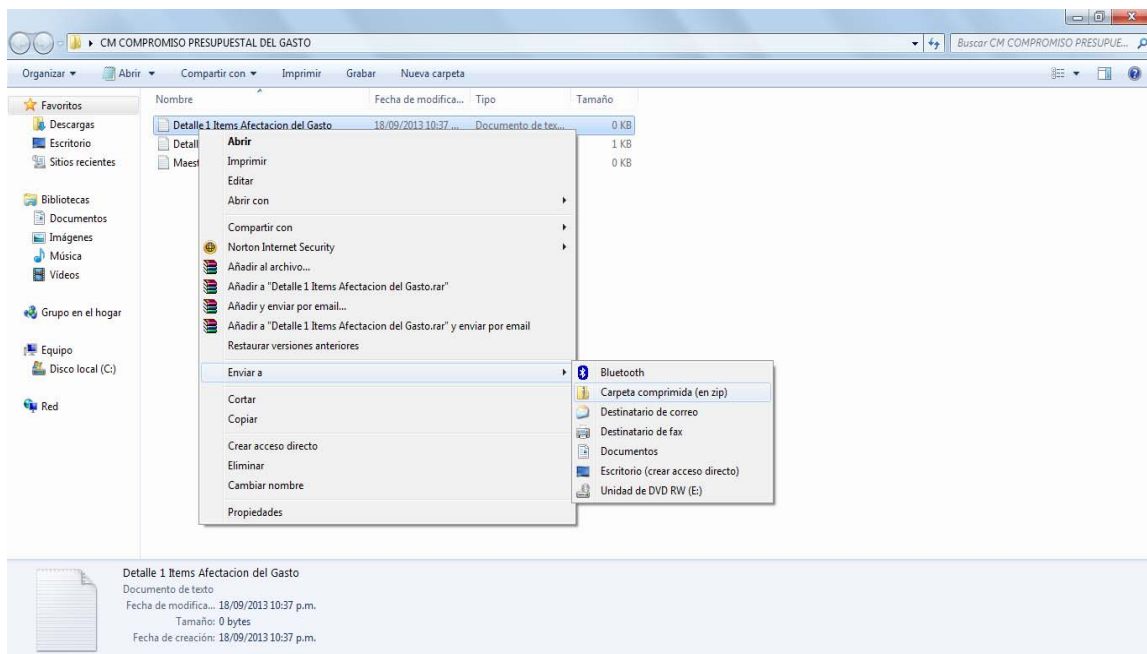 CM COMPROMISO PRESUPUESTAL DEL GASTO
Buscar CM COMPROMISO PRESUPUE...
Organizar Abrir Compartir con Imprimir Grabar Nueva carpeta
Nombre Fecha de modifica... Tipo Tamaño
Favoritos
Descargas
Escritorio
Sitios recientes
Bibliotecas
Documentos
Imágenes
Música
Vídeos
Grupo en el hogar
Equipo
Disco local (C:)
Red
Detalle 1 Items Afectacion del Gasto 18/09/2013 10:37 ... Documento de tex... 0 KB
Detall 1 KB
Maest 0 KB
Abrir
Imprimir
Editar
Abrir con
Compartir con
Norton Internet Security
Añadir al archivo...
Añadir a "Detalle 1 Items Afectacion del Gasto.rar"
Añadir y enviar por email...
Añadir a "Detalle 1 Items Afectacion del Gasto.rar" y enviar por email
Restaurar versiones anteriores
Enviar a
Cortar
Copiar
Crear acceso directo
Eliminar
Cambiar nombre
Propiedades
Bluetooth
Carpeta comprimida (en zip)
Destinatario de correo
Destinatario de fax
Documentos
Escritorio (crear acceso directo)
Unidad de DVD RW (E:)
Detalle 1 Items Afectacion del Gasto
Documento de texto
Fecha de modifica... 18/09/2013 10:37 p.m.
Tamaño: 0 bytes
Fecha de creación: 18/09/2013 10:37 p.m.